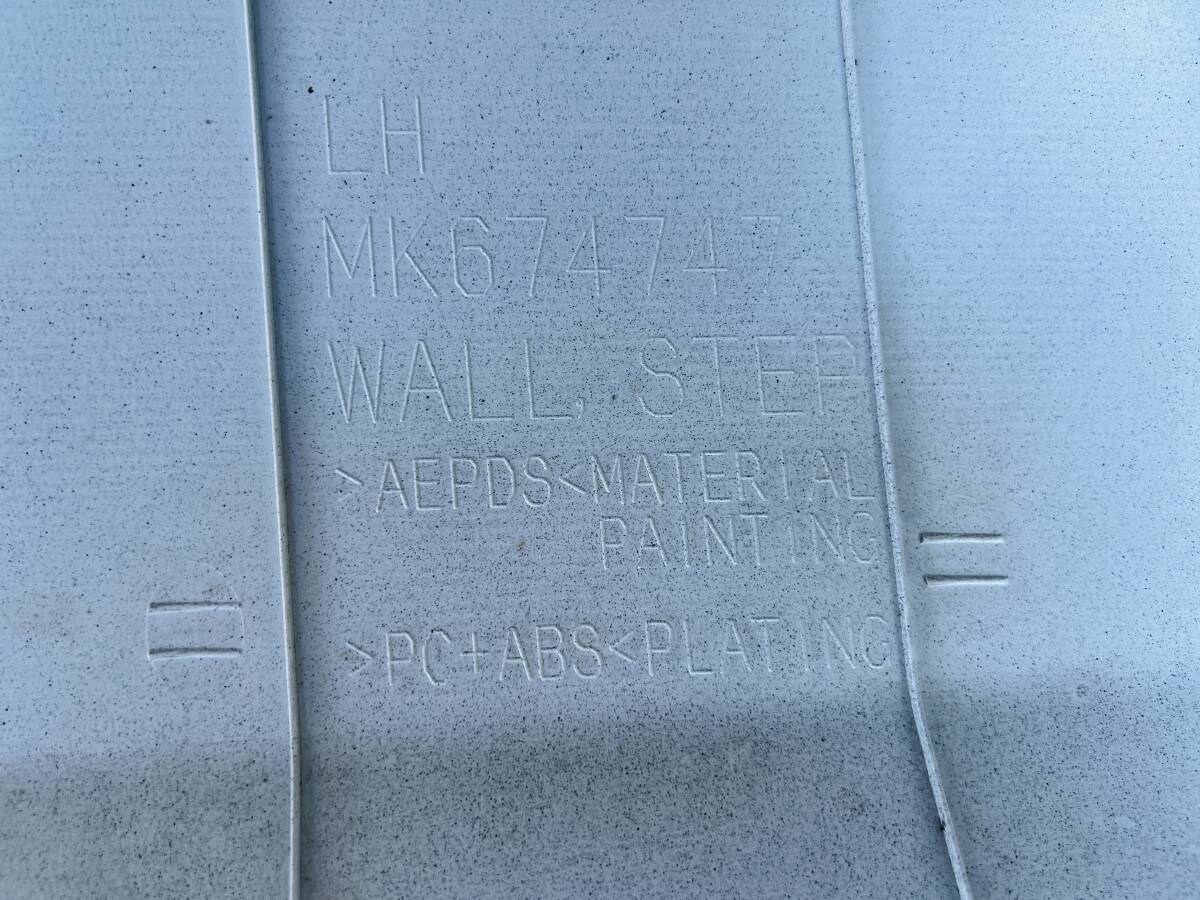 LH
MK674747
WALL, STEP
>AEPDS<MATERIAL
PAINTING
>PC+ABS<PLATING